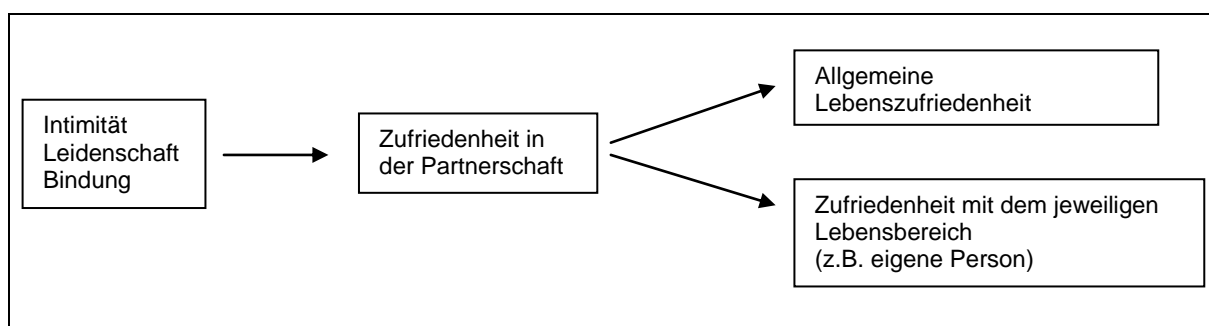 Intimität
Leidenschaft
Bindung
Zufriedenheit in
der Partnerschaft
Allgemeine
Lebenszufriedenheit
Zufriedenheit mit dem jeweiligen
Lebensbereich
(z.B. eigene Person)